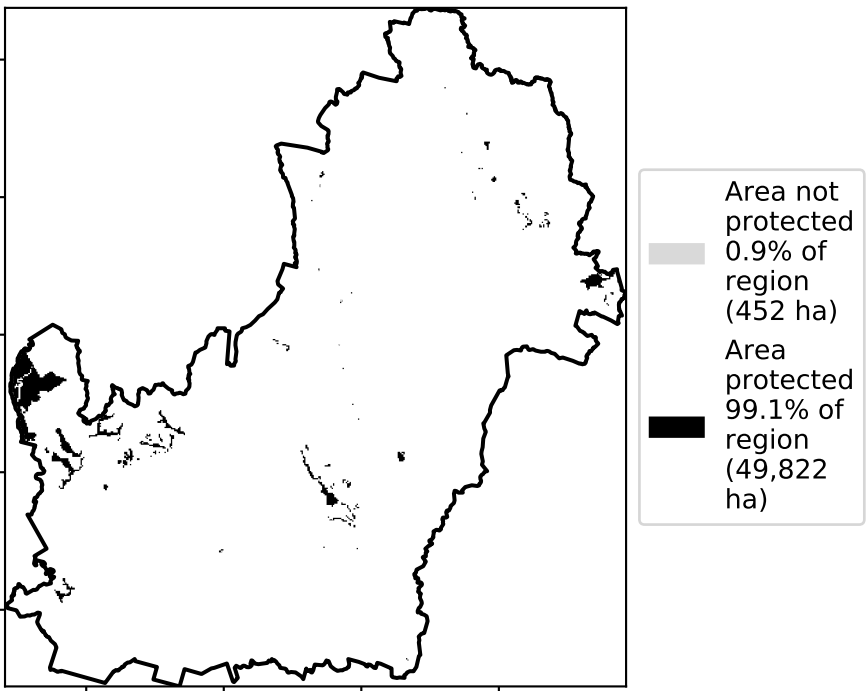 Area not
protected
0.9% of
region
(452 ha)
Area
protected
99.1% of
region
(49,822
ha)